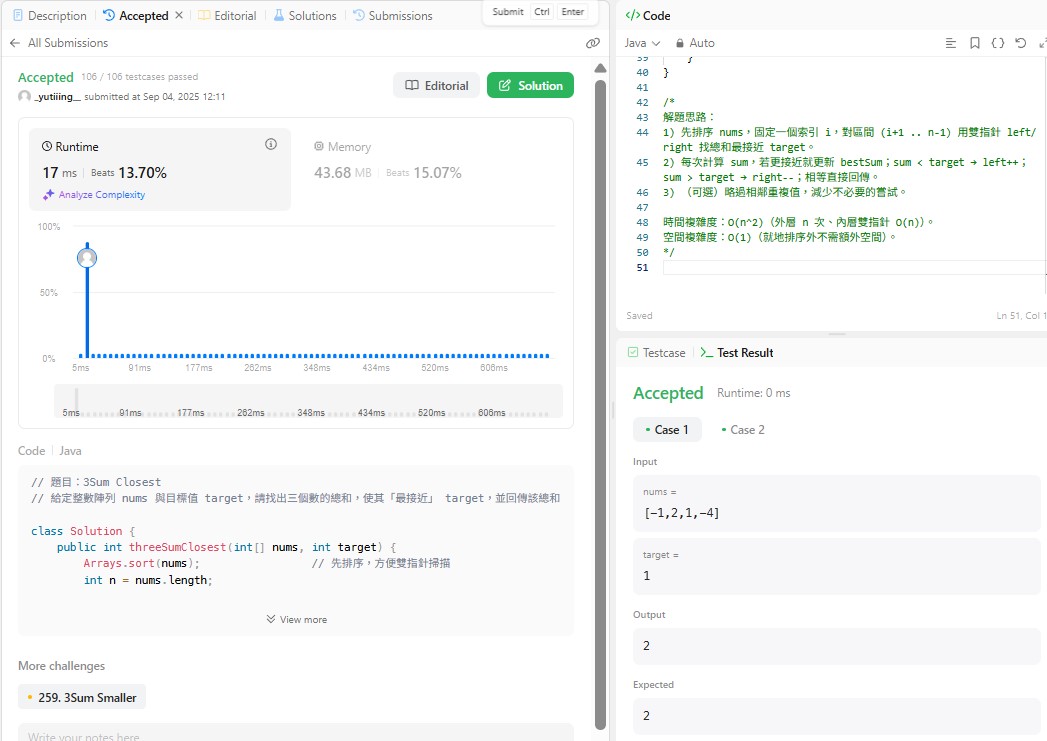 Description
Accepted
Editorial
Solutions
Submissions
Submit Ctrl Enter
All Submissions
Accepted 106 / 106 testcases passed
_yutiiing__ submitted at Sep 04, 2025 12:11
Editorial
Solution
Runtime
17 ms Beats 13.70%
Analyze Complexity
Memory
43.68 MB Beats 15.07%
100%
50%
0%
5ms 91ms 177ms 262ms 348ms 434ms 520ms 606ms
5ms 91ms 177ms 262ms 348ms 434ms 520ms 606ms
Code Java
// 題目：3Sum Closest
// 給定整數陣列 nums 與目標值 target，請找出三個數的總和，使其「最接近」 target，並回傳該總和
class Solution {
public int threeSumClosest(int[] nums, int target) {
Arrays.sort(nums); // 先排序，方便雙指針掃描
int n = nums.length;
View more
More challenges
259. 3Sum Smaller
Write your notes here
</> Code
Java Auto
39 }
40 }
41
42 /*
43 解題思路：
44 1) 先排序 nums，固定一個索引 i，對區間 (i+1 .. n-1) 用雙指針 left/
right 找總和最接近 target。
45 2) 每次計算 sum，若更接近就更新 bestSum；sum < target → left++；
sum > target → right--；相等直接回傳。
46 3) （可選）略過相鄰重複值，減少不必要的嘗試。
47
48 時間複雜度：O(n^2)（外層 n 次、內層雙指針 O(n)）。
49 空間複雜度：O(1)（就地排序外不需額外空間）。
50 */
51
Saved
Ln 51, Col 1
Testcase
Test Result
Accepted Runtime: 0 ms
Case 1
Case 2
Input
nums =
[-1,2,1,-4]
target =
1
Output
2
Expected
2